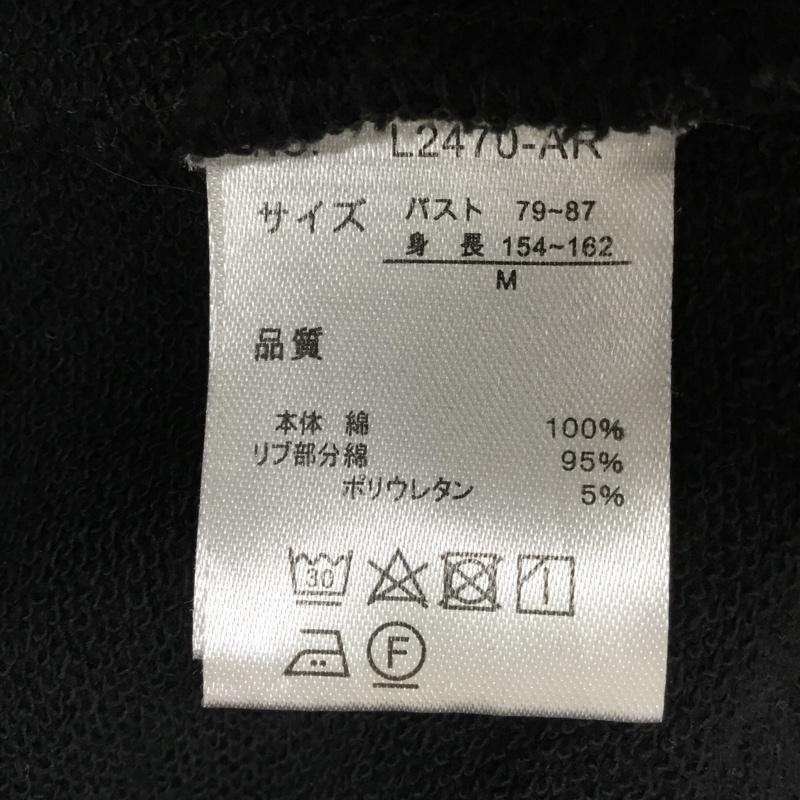 L2470-AR
サイズ バスト 79~87
身 長 154~162
M
品質
本体 綿 100%
リブ部分綿 95%
ポリウレタン 5%
30
F